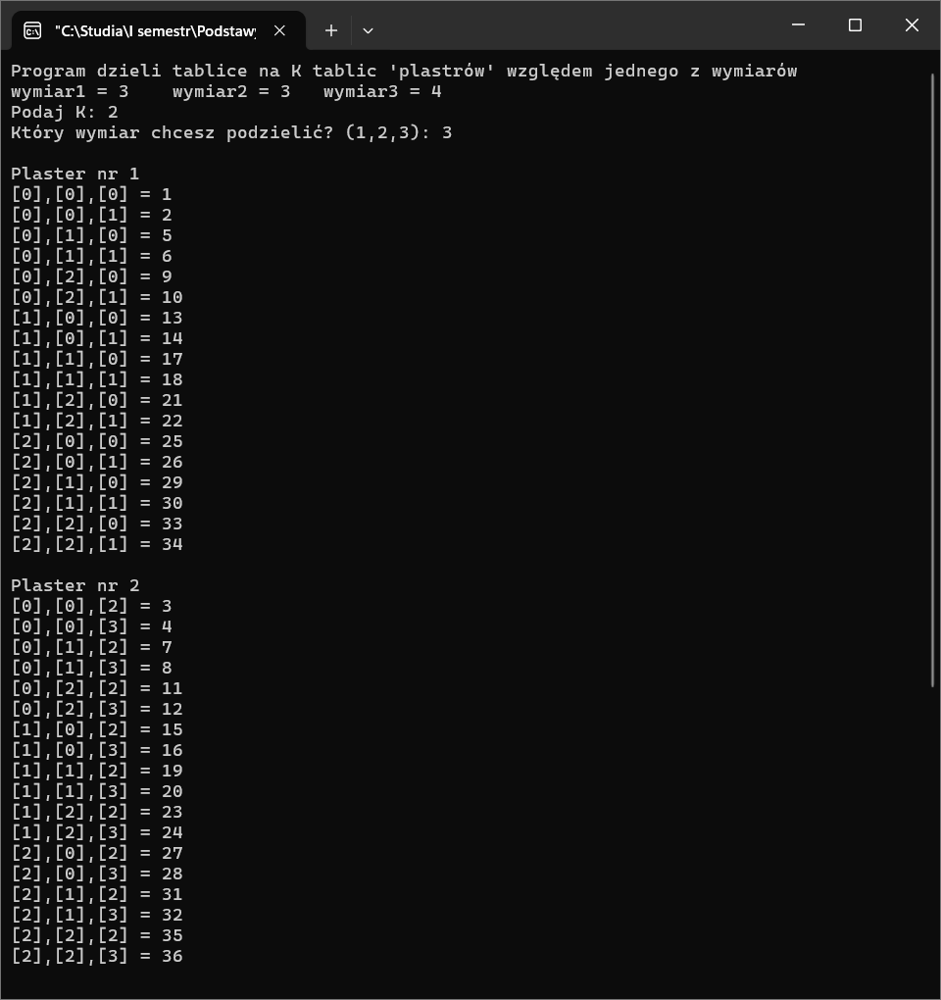 "C:\Studia\I semestr\Podstawy
Program dzieli tablice na K tablic 'plastrów' względem jednego z wymiarów
wymiar1 = 3    wymiar2 = 3   wymiar3 = 4
Podaj K: 2
Który wymiar chcesz podzielić? (1,2,3): 3

Plaster nr 1
[0],[0],[0] = 1
[0],[0],[1] = 2
[0],[1],[0] = 5
[0],[1],[1] = 6
[0],[2],[0] = 9
[0],[2],[1] = 10
[1],[0],[0] = 13
[1],[0],[1] = 14
[1],[1],[0] = 17
[1],[1],[1] = 18
[1],[2],[0] = 21
[1],[2],[1] = 22
[2],[0],[0] = 25
[2],[0],[1] = 26
[2],[1],[0] = 29
[2],[1],[1] = 30
[2],[2],[0] = 33
[2],[2],[1] = 34

Plaster nr 2
[0],[0],[2] = 3
[0],[0],[3] = 4
[0],[1],[2] = 7
[0],[1],[3] = 8
[0],[2],[2] = 11
[0],[2],[3] = 12
[1],[0],[2] = 15
[1],[0],[3] = 16
[1],[1],[2] = 19
[1],[1],[3] = 20
[1],[2],[2] = 23
[1],[2],[3] = 24
[2],[0],[2] = 27
[2],[0],[3] = 28
[2],[1],[2] = 31
[2],[1],[3] = 32
[2],[2],[2] = 35
[2],[2],[3] = 36